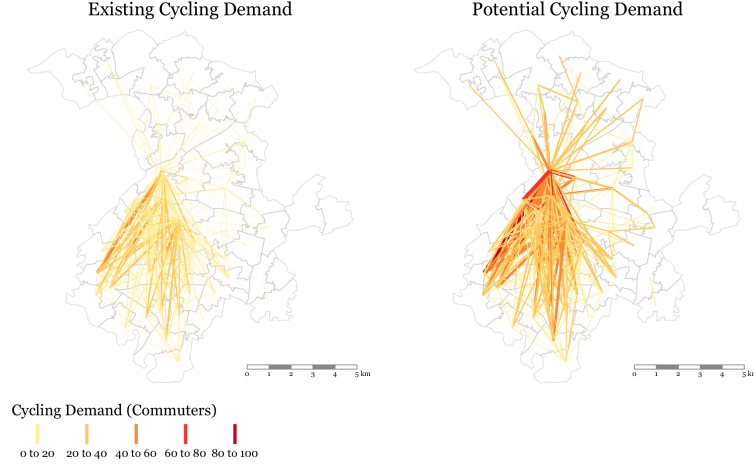 Existing Cycling Demand
Potential Cycling Demand
0 1 2 3 4 5 km
0 1 2 3 4 5 km
Cycling Demand (Commuters)
0 to 20 20 to 40 40 to 60 60 to 80 80 to 100